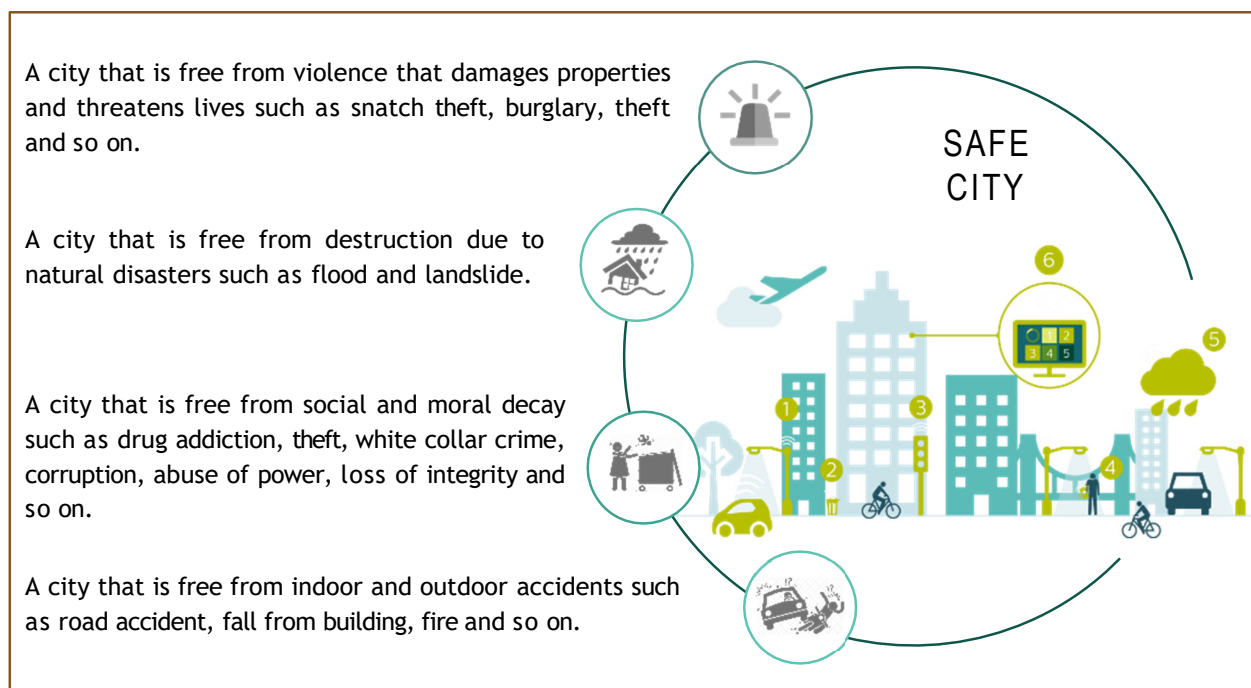 A city that is free from violence that damages properties
and threatens lives such as snatch theft, burglary, theft
and so on.
SAFE
CITY
A city that is free from destruction due to
natural disasters such as flood and landslide.
6
1 2
3 4 5
5
A city that is free from social and moral decay
such as drug addiction, theft, white collar crime,
corruption, abuse of power, loss of integrity and
so on.
1
3
2
4
A city that is free from indoor and outdoor accidents such
as road accident, fall from building, fire and so on.
!?
!?